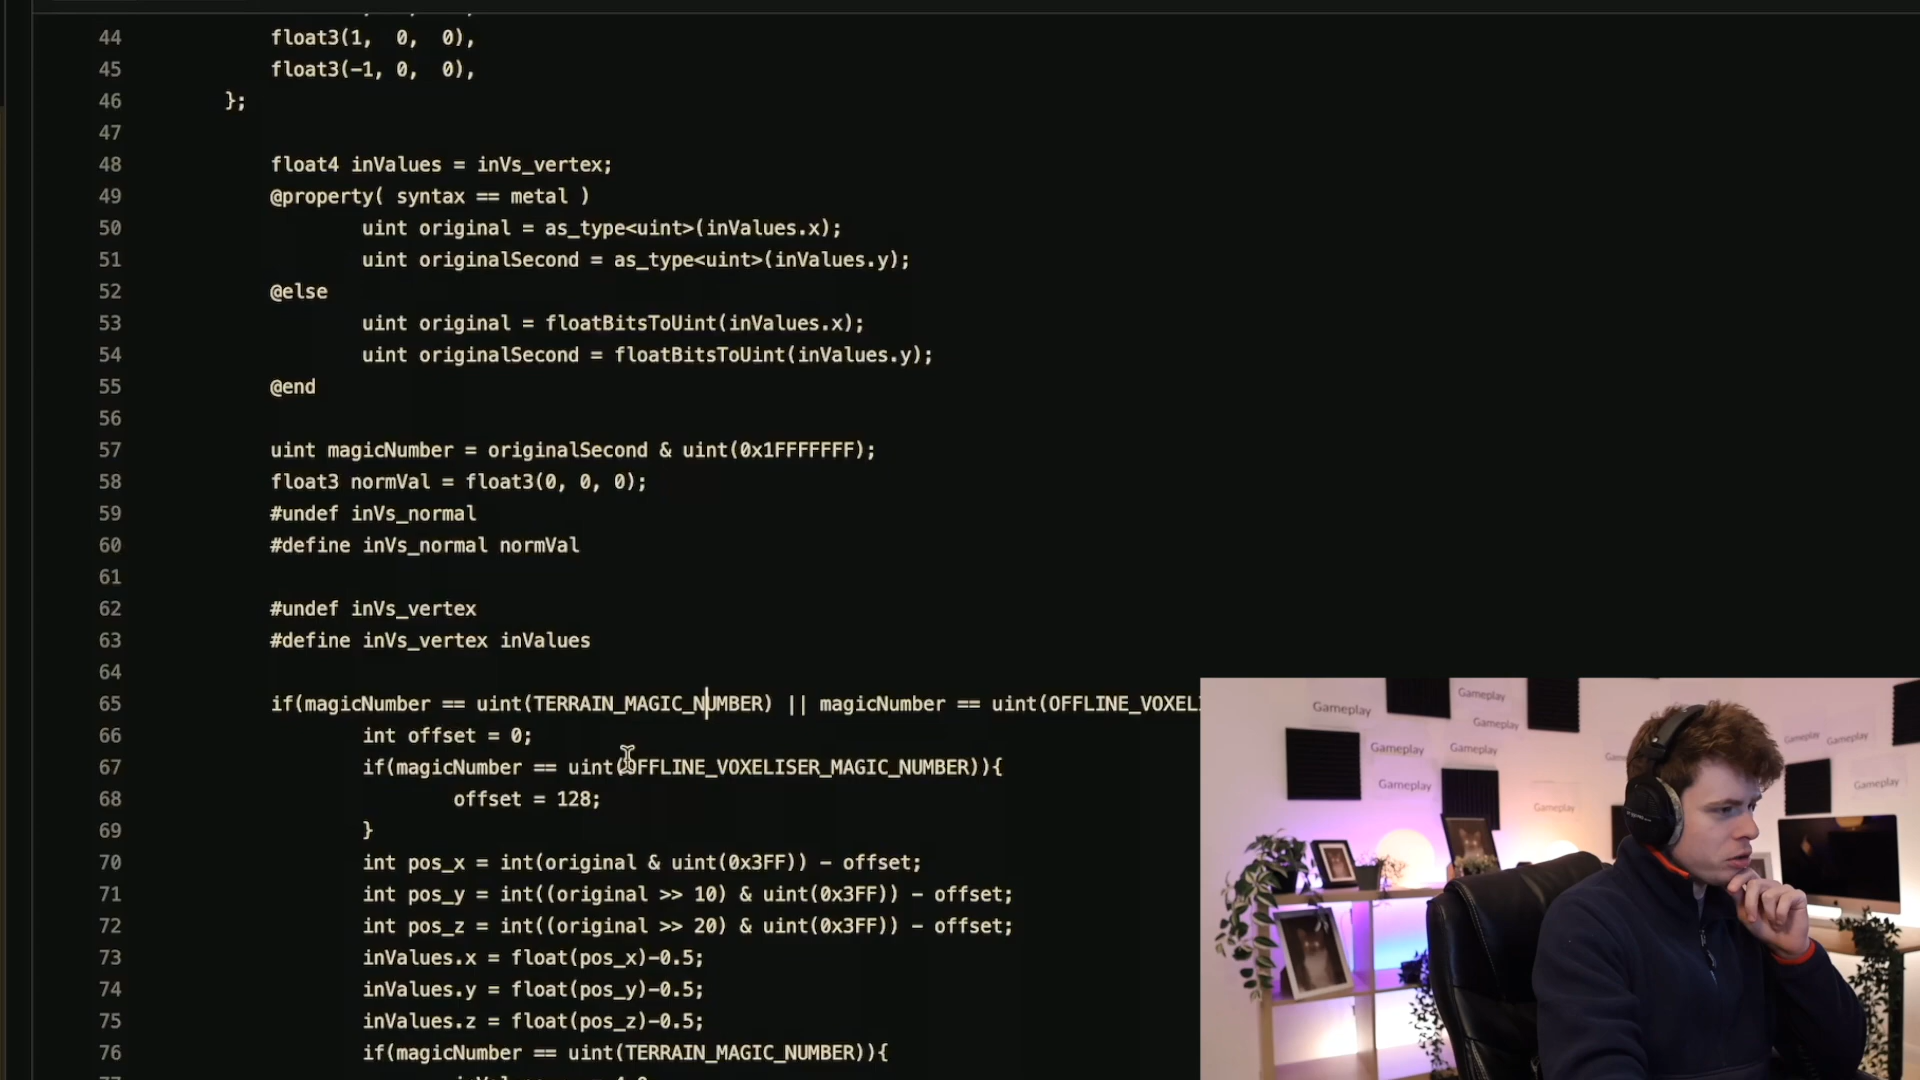 44 float3(1, 0, 0),
45 float3(-1, 0, 0),
46 };
47
48 float4 inValues = inVs_vertex;
49 @property( syntax == metal )
50 uint original = as_type<uint>(inValues.x);
51 uint originalSecond = as_type<uint>(inValues.y);
52 @else
53 uint original = floatBitsToUint(inValues.x);
54 uint originalSecond = floatBitsToUint(inValues.y);
55 @end
56
57 uint magicNumber = originalSecond & uint(0x1FFFFFFF);
58 float3 normVal = float3(0, 0, 0);
59 #undef inVs_normal
60 #define inVs_normal normVal
61
62 #undef inVs_vertex
63 #define inVs_vertex inValues
64
65 if(magicNumber == uint(TERRAIN_MAGIC_NUMBER) || magicNumber == uint(OFFLINE_VOXELI
66 int offset = 0;
67 if(magicNumber == uint(OFFLINE_VOXELISER_MAGIC_NUMBER)){
68 offset = 128;
69 }
70 int pos_x = int(original & uint(0x3FF)) - offset;
71 int pos_y = int((original >> 10) & uint(0x3FF)) - offset;
72 int pos_z = int((original >> 20) & uint(0x3FF)) - offset;
73 inValues.x = float(pos_x)-0.5;
74 inValues.y = float(pos_y)-0.5;
75 inValues.z = float(pos_z)-0.5;
76 if(magicNumber == uint(TERRAIN_MAGIC_NUMBER)){
Gameplay
Gameplay
Gameplay
Gameplay
Gameplay
Gameplay
Gameplay
Gameplay
Gameplay